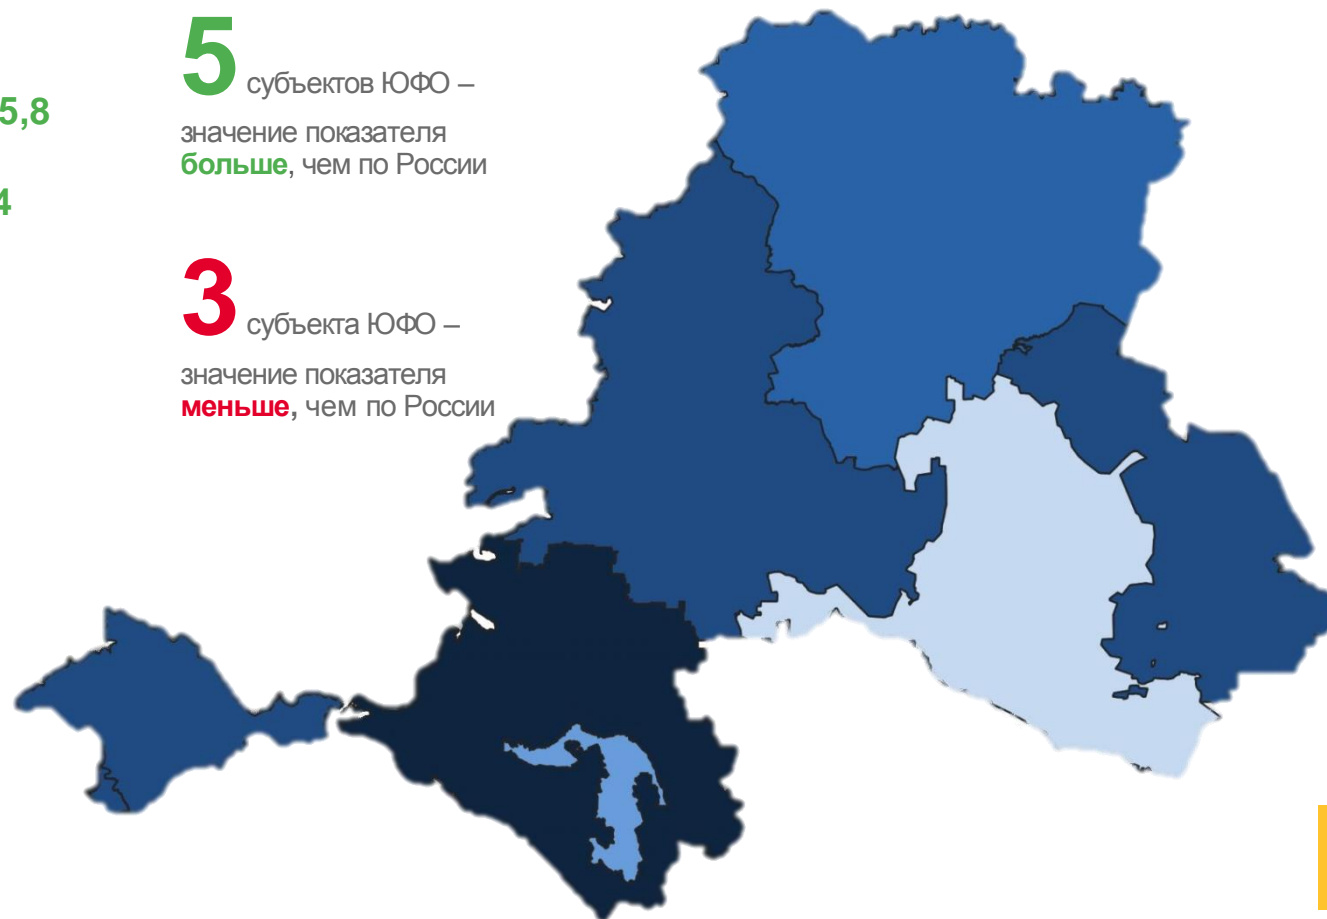 5 субъектов ЮФО –
значение показателя
больше, чем по России
5,8
4
3 субъекта ЮФО –
значение показателя
меньше, чем по России